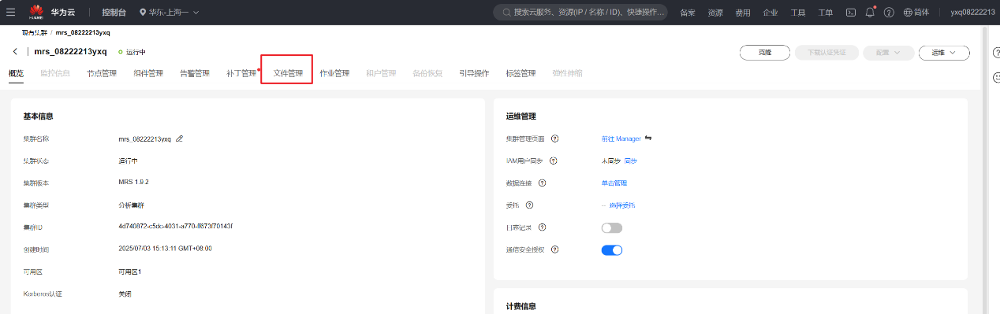 HUAWEI 华为云 控制台 华东-上海一 搜索云服务、资源(IP / 名称 / ID)、快捷操作... 备案 资源 费用 企业 工具 工单 简体 yxq08222213
现有集群 / mrs_08222213yxq
mrs_08222213yxq 运行中 克隆 下载认证凭证 配置 运维
概览 监控信息 节点管理 组件管理 告警管理 补丁管理 文件管理 作业管理 租户管理 备份恢复 引导操作 标签管理 弹性伸缩
基本信息
集群名称 mrs_08222213yxq
集群状态 运行中
集群版本 MRS 1.9.2
集群类型 分析集群
集群ID 4d740872-c5dc-4031-a770-ff673f70143f
创建时间 2025/07/03 15:13:11 GMT+08:00
可用区 可用区1
Kerberos认证 关闭
运维管理
集群管理页面 前往 Manager
IAM用户同步 未同步 同步
数据连接 单击管理
委托 -- 选择委托
日志记录
通信安全授权
计费信息